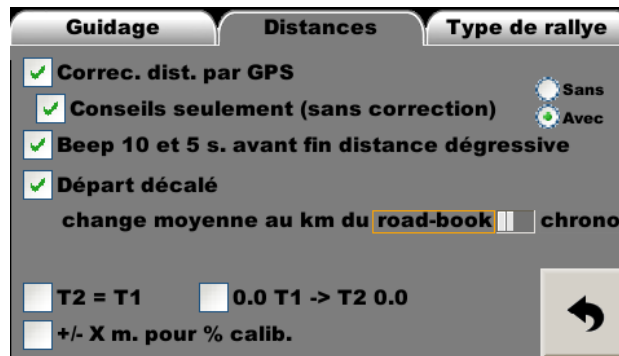 Guidage Distances Type de rallye
Correc. dist. par GPS
Sans
Conseils seulement (sans correction)
Avec
Beep 10 et 5 s. avant fin distance dégressive
Départ décalé
change moyenne au km du road-book chrono
T2 = T1 0.0 T1 -> T2 0.0
+/- X m. pour % calib.